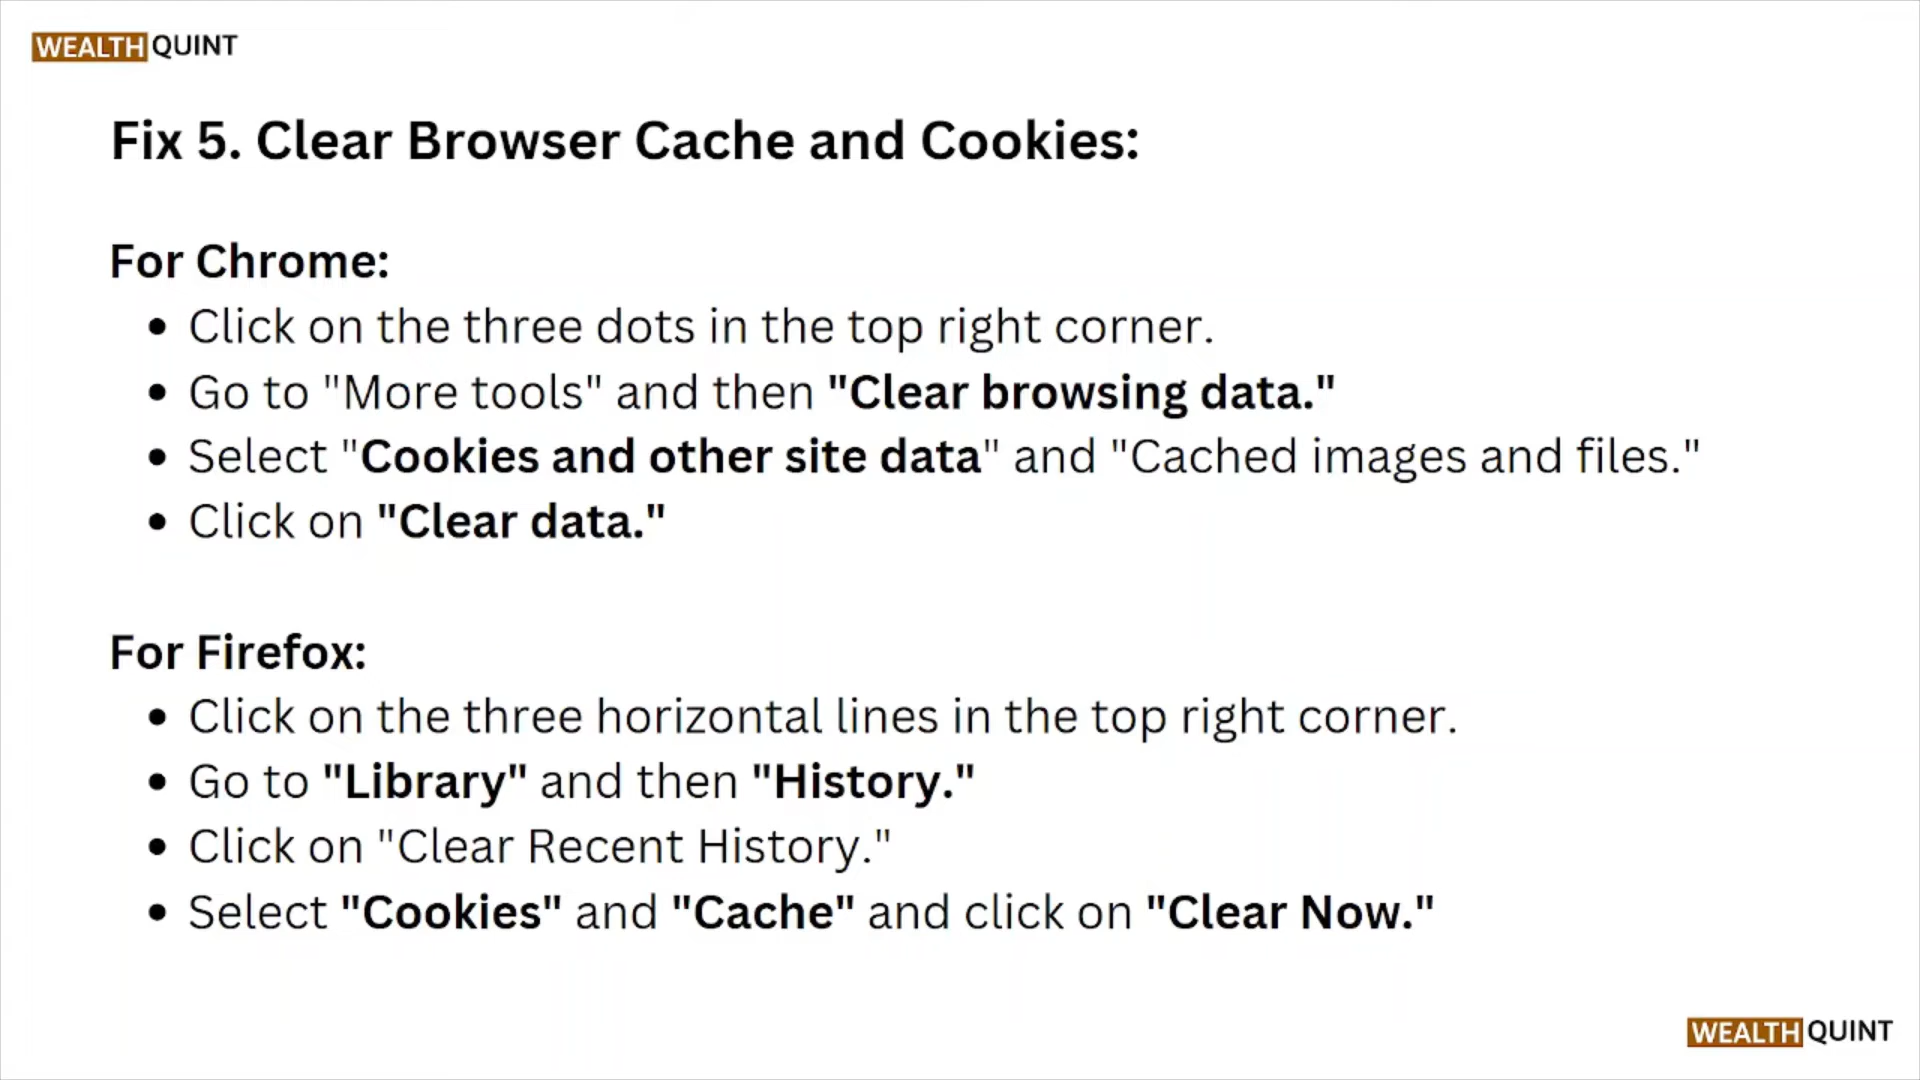 WEALTH QUINT
Fix 5. Clear Browser Cache and Cookies:
For Chrome:
• Click on the three dots in the top right corner.
• Go to "More tools" and then "Clear browsing data."
• Select "Cookies and other site data" and "Cached images and files."
• Click on "Clear data."
For Firefox:
• Click on the three horizontal lines in the top right corner.
• Go to "Library" and then "History."
• Click on "Clear Recent History."
• Select "Cookies" and "Cache" and click on "Clear Now."
WEALTH QUINT